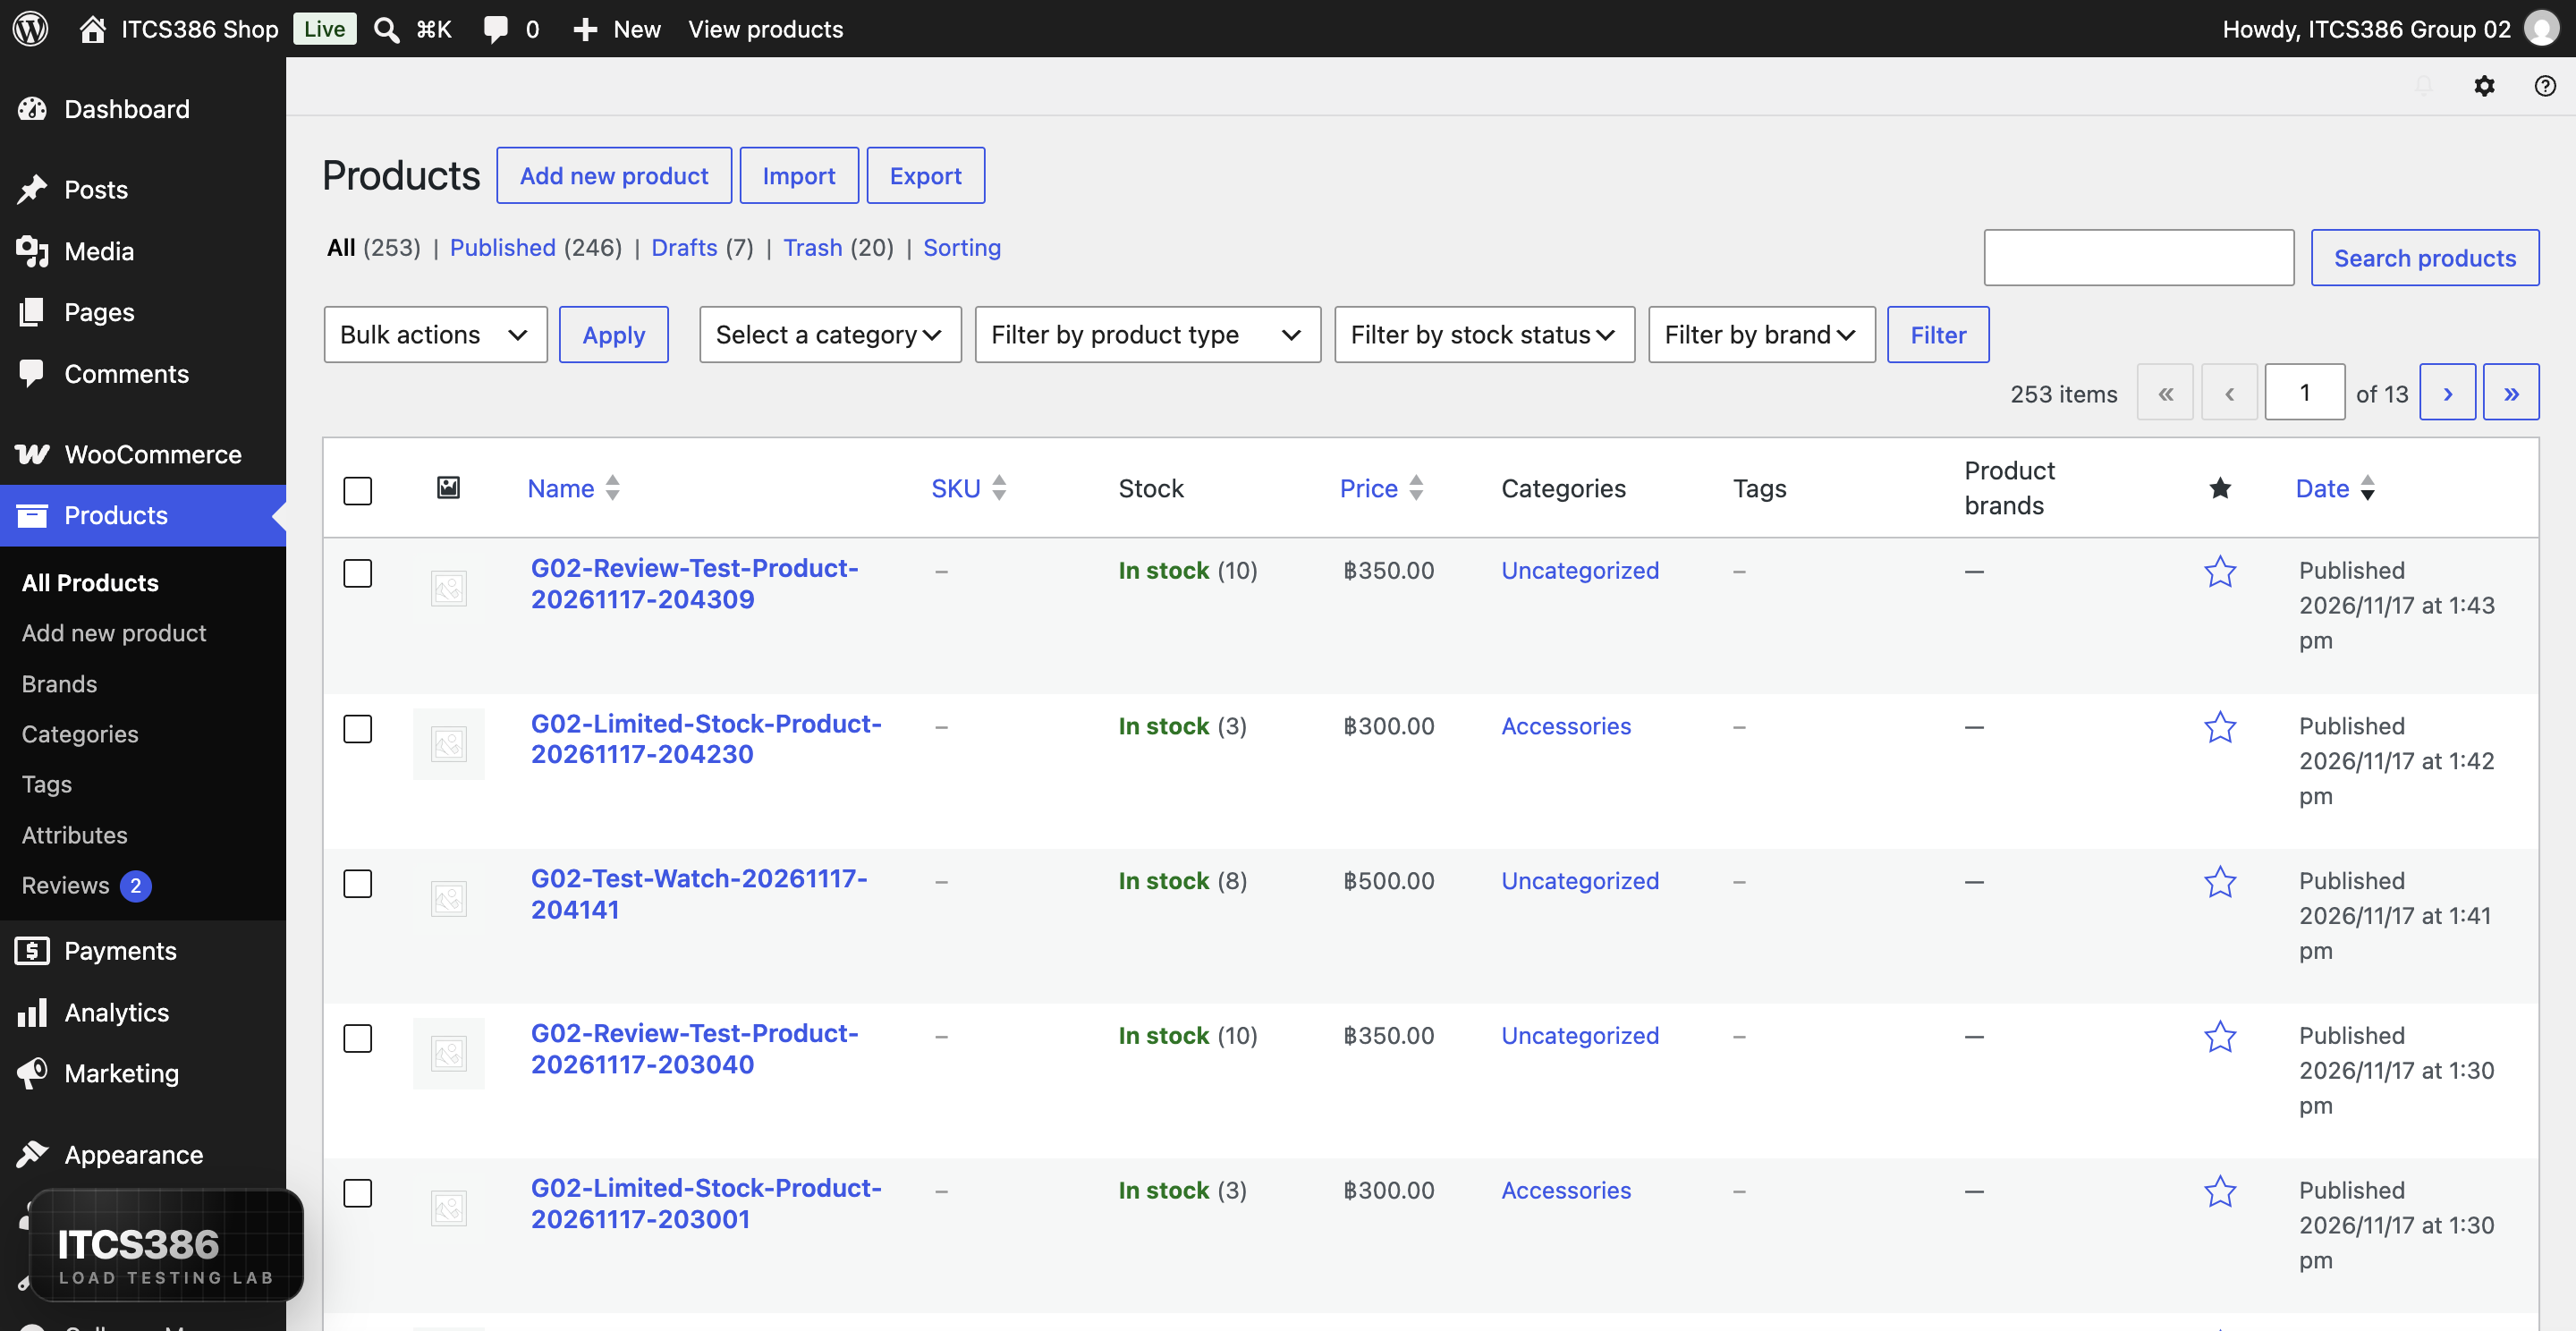 ITCS386 Shop Live ⌘K 0 + New View products Howdy, ITCS386 Group 02
Dashboard
Posts
Media
Pages
Comments
WooCommerce
Products
All Products
Add new product
Brands
Categories
Tags
Attributes
Reviews 2
Payments
Analytics
Marketing
Appearance
ITCS386
LOAD TESTING LAB
Products Add new product Import Export
All (253) | Published (246) | Drafts (7) | Trash (20) | Sorting
Search products
Bulk actions Apply Select a category Filter by product type Filter by stock status Filter by brand Filter
253 items « ‹ 1 of 13 › »
Name SKU Stock Price Categories Tags Product brands Date
G02-Review-Test-Product-
20261117-204309
– In stock (10) ฿350.00 Uncategorized – —
Published
2026/11/17 at 1:43
pm
G02-Limited-Stock-Product-
20261117-204230
– In stock (3) ฿300.00 Accessories – —
Published
2026/11/17 at 1:42
pm
G02-Test-Watch-20261117-
204141
– In stock (8) ฿500.00 Uncategorized – —
Published
2026/11/17 at 1:41
pm
G02-Review-Test-Product-
20261117-203040
– In stock (10) ฿350.00 Uncategorized – —
Published
2026/11/17 at 1:30
pm
G02-Limited-Stock-Product-
20261117-203001
– In stock (3) ฿300.00 Accessories – —
Published
2026/11/17 at 1:30
pm